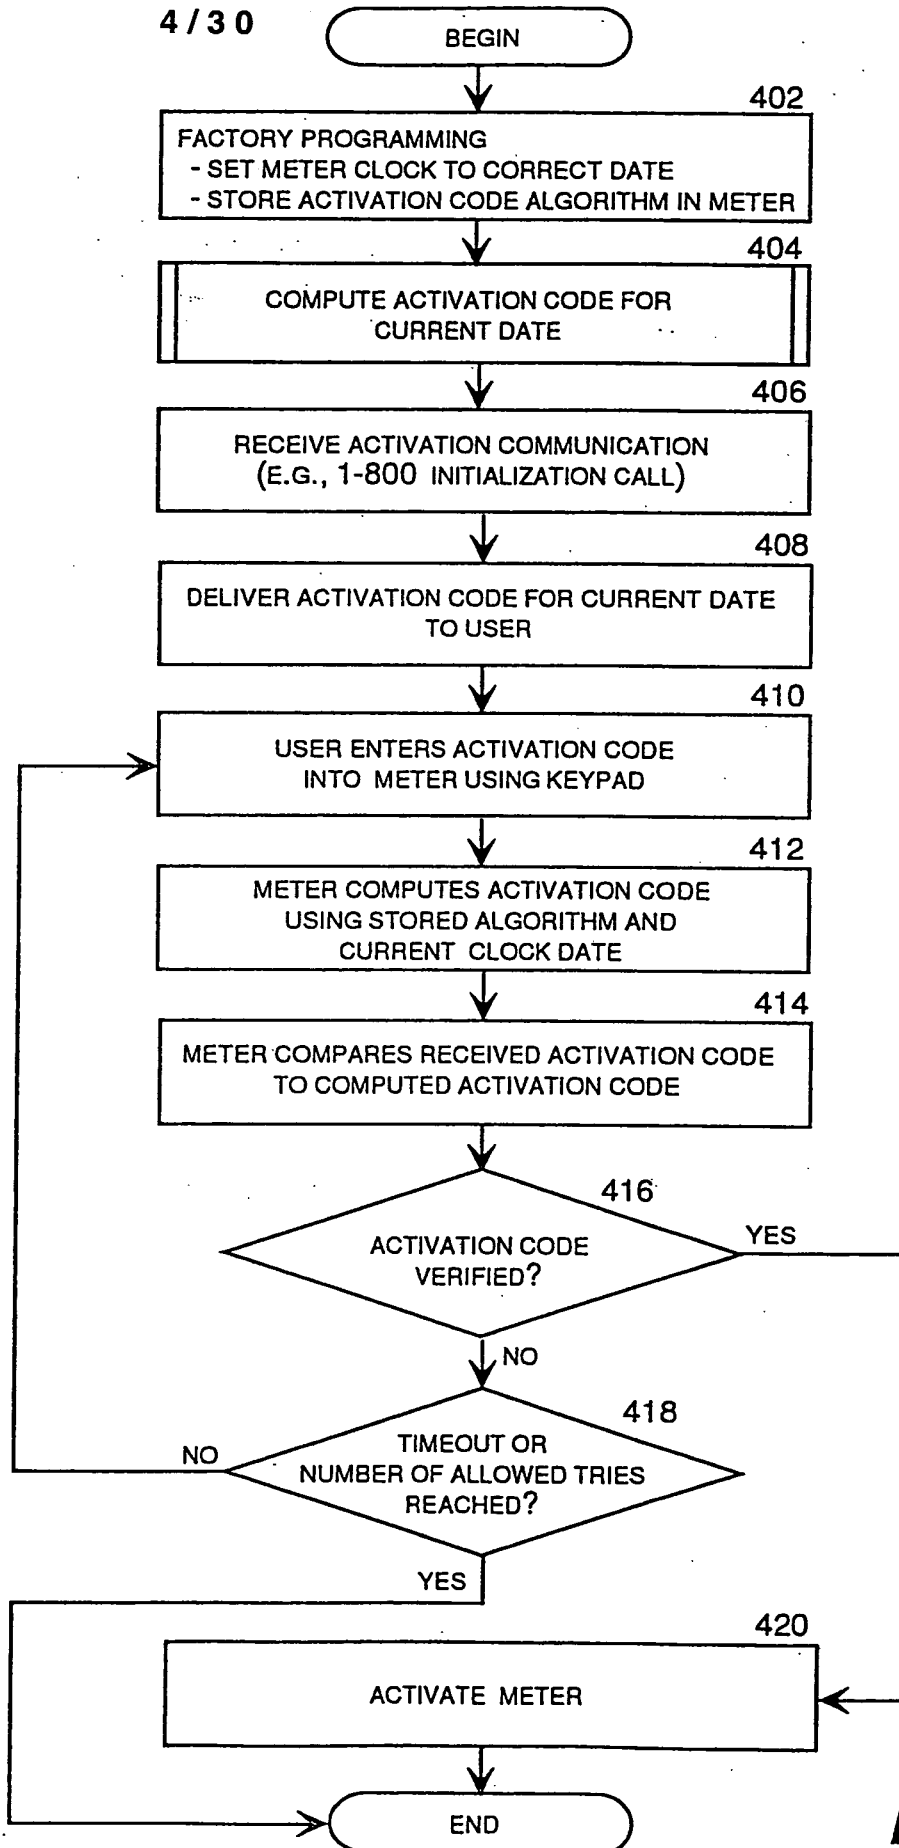 4/30
BEGIN
402
FACTORY PROGRAMMING
- SET METER CLOCK TO CORRECT DATE
- STORE ACTIVATION CODE ALGORITHM IN METER
404
COMPUTE ACTIVATION CODE FOR
CURRENT DATE
406
RECEIVE ACTIVATION COMMUNICATION
(E.G., 1-800 INITIALIZATION CALL)
408
DELIVER ACTIVATION CODE FOR CURRENT DATE
TO USER
410
USER ENTERS ACTIVATION CODE
INTO METER USING KEYPAD
412
METER COMPUTES ACTIVATION CODE
USING STORED ALGORITHM AND
CURRENT CLOCK DATE
414
METER COMPARES RECEIVED ACTIVATION CODE
TO COMPUTED ACTIVATION CODE
416
YES
ACTIVATION CODE
VERIFIED?
NO
418
NO
TIMEOUT OR
NUMBER OF ALLOWED TRIES
REACHED?
YES
420
ACTIVATE METER
END